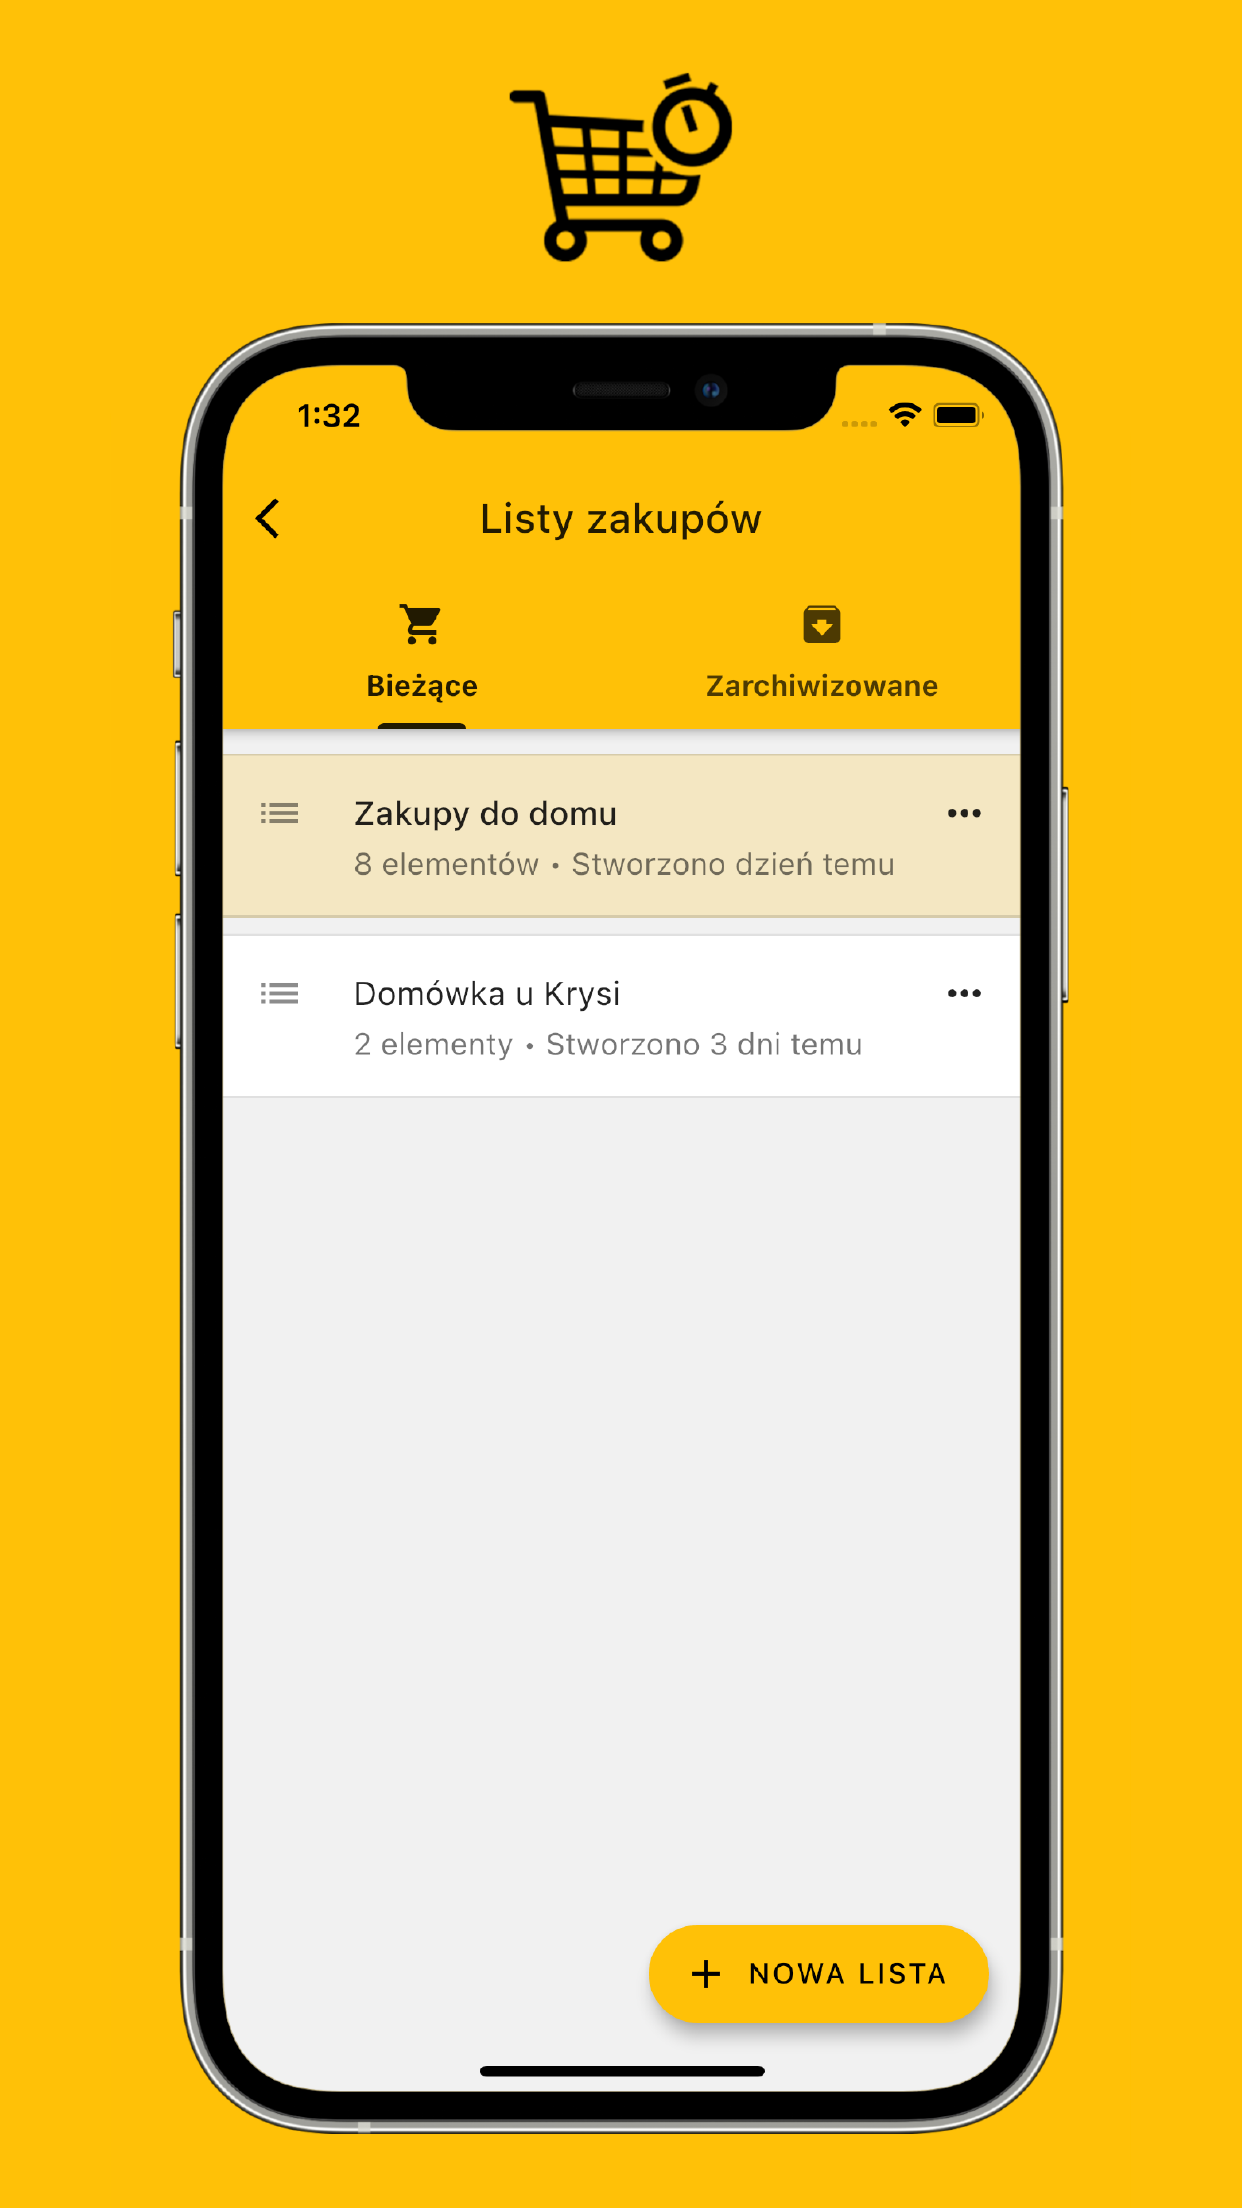 1:32
Listy zakupów
Bieżące
Zarchiwizowane
Zakupy do domu
8 elementów • Stworzono dzień temu
Domówka u Krysi
2 elementy • Stworzono 3 dni temu
+ NOWA LISTA